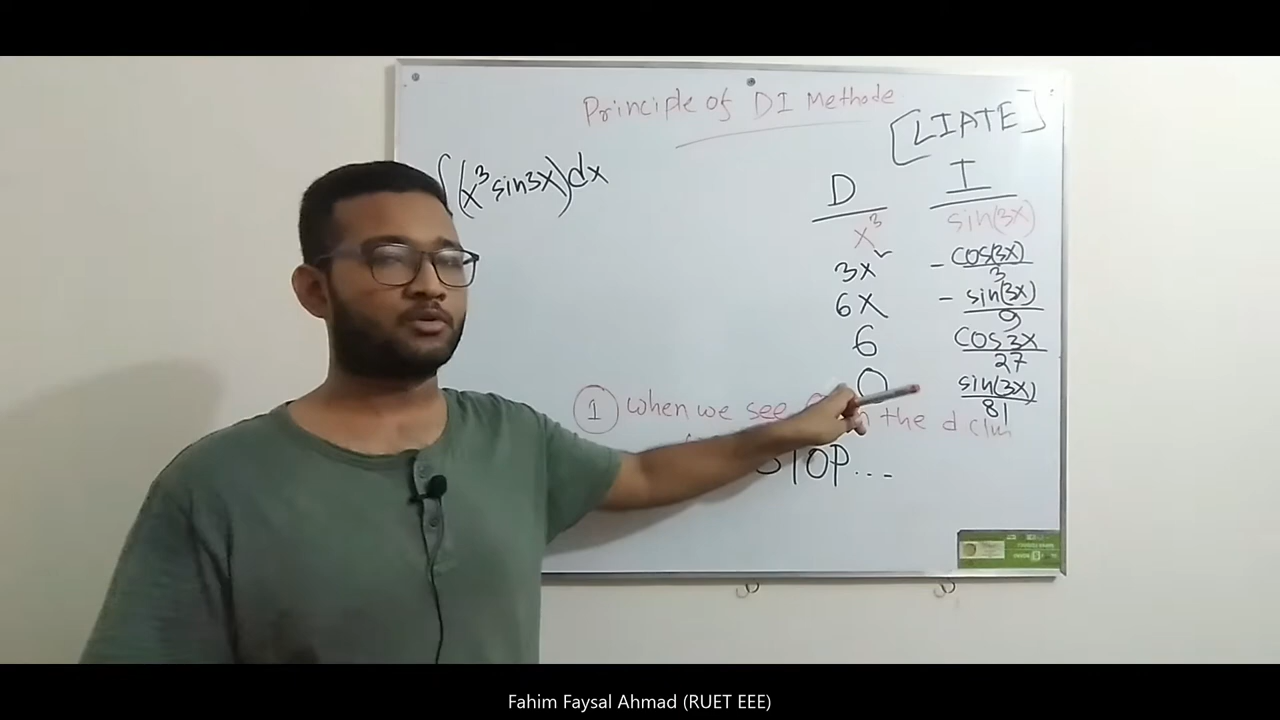 Principle of DI Methode
[LIATE]
∫(x³ sin3x)dx
D I
x³ sin(3x)
3x² - cos(3x)/3
6x - sin(3x)/9
6 cos3x/27
0 sin(3x)/81
① when we see the d clm
STOP...
Fahim Faysal Ahmad (RUET EEE)